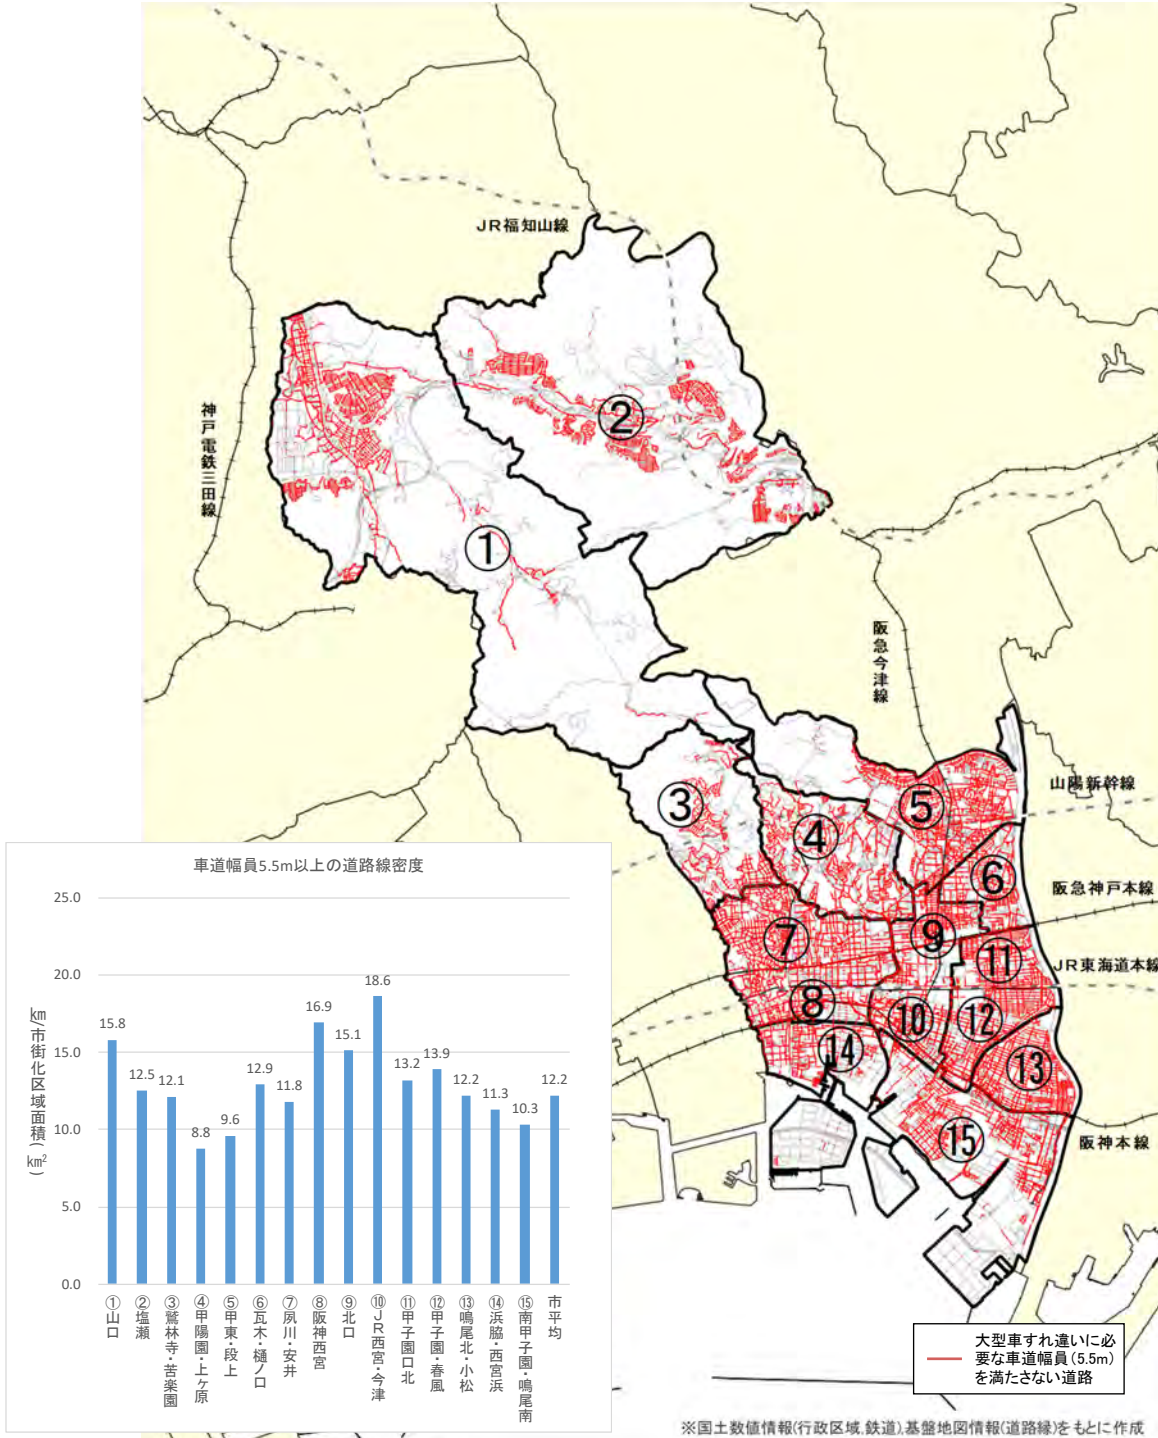 JR福知山線
神戸電鉄三田線
阪急今津線
山陽新幹線
阪急神戸本線
JR東海道本線
阪神本線
①
②
③
④
⑤
⑥
⑦
⑧
⑨
⑩
⑪
⑫
⑬
⑭
⑮
車道幅員5.5m以上の道路線密度
km/市街化区域面積(km²)
25.0
20.0
15.0
10.0
5.0
0.0
15.8
12.5
12.1
8.8
9.6
12.9
11.8
16.9
15.1
18.6
13.2
13.9
12.2
11.3
10.3
12.2
①山口
②塩瀬
③鷲林寺・苦楽園
④甲陽園・上ヶ原
⑤甲東・段上
⑥瓦木・樋ノ口
⑦夙川・安井
⑧阪神西宮
⑨北口
⑩JR西宮・今津
⑪甲子園口北
⑫甲子園・春風
⑬鳴尾北・小松
⑭浜脇・西宮浜
⑮南甲子園・鳴尾南
市平均
大型車すれ違いに必
要な車道幅員(5.5m)
を満たさない道路
※国土数値情報(行政区域,鉄道),基盤地図情報(道路縁)をもとに作成